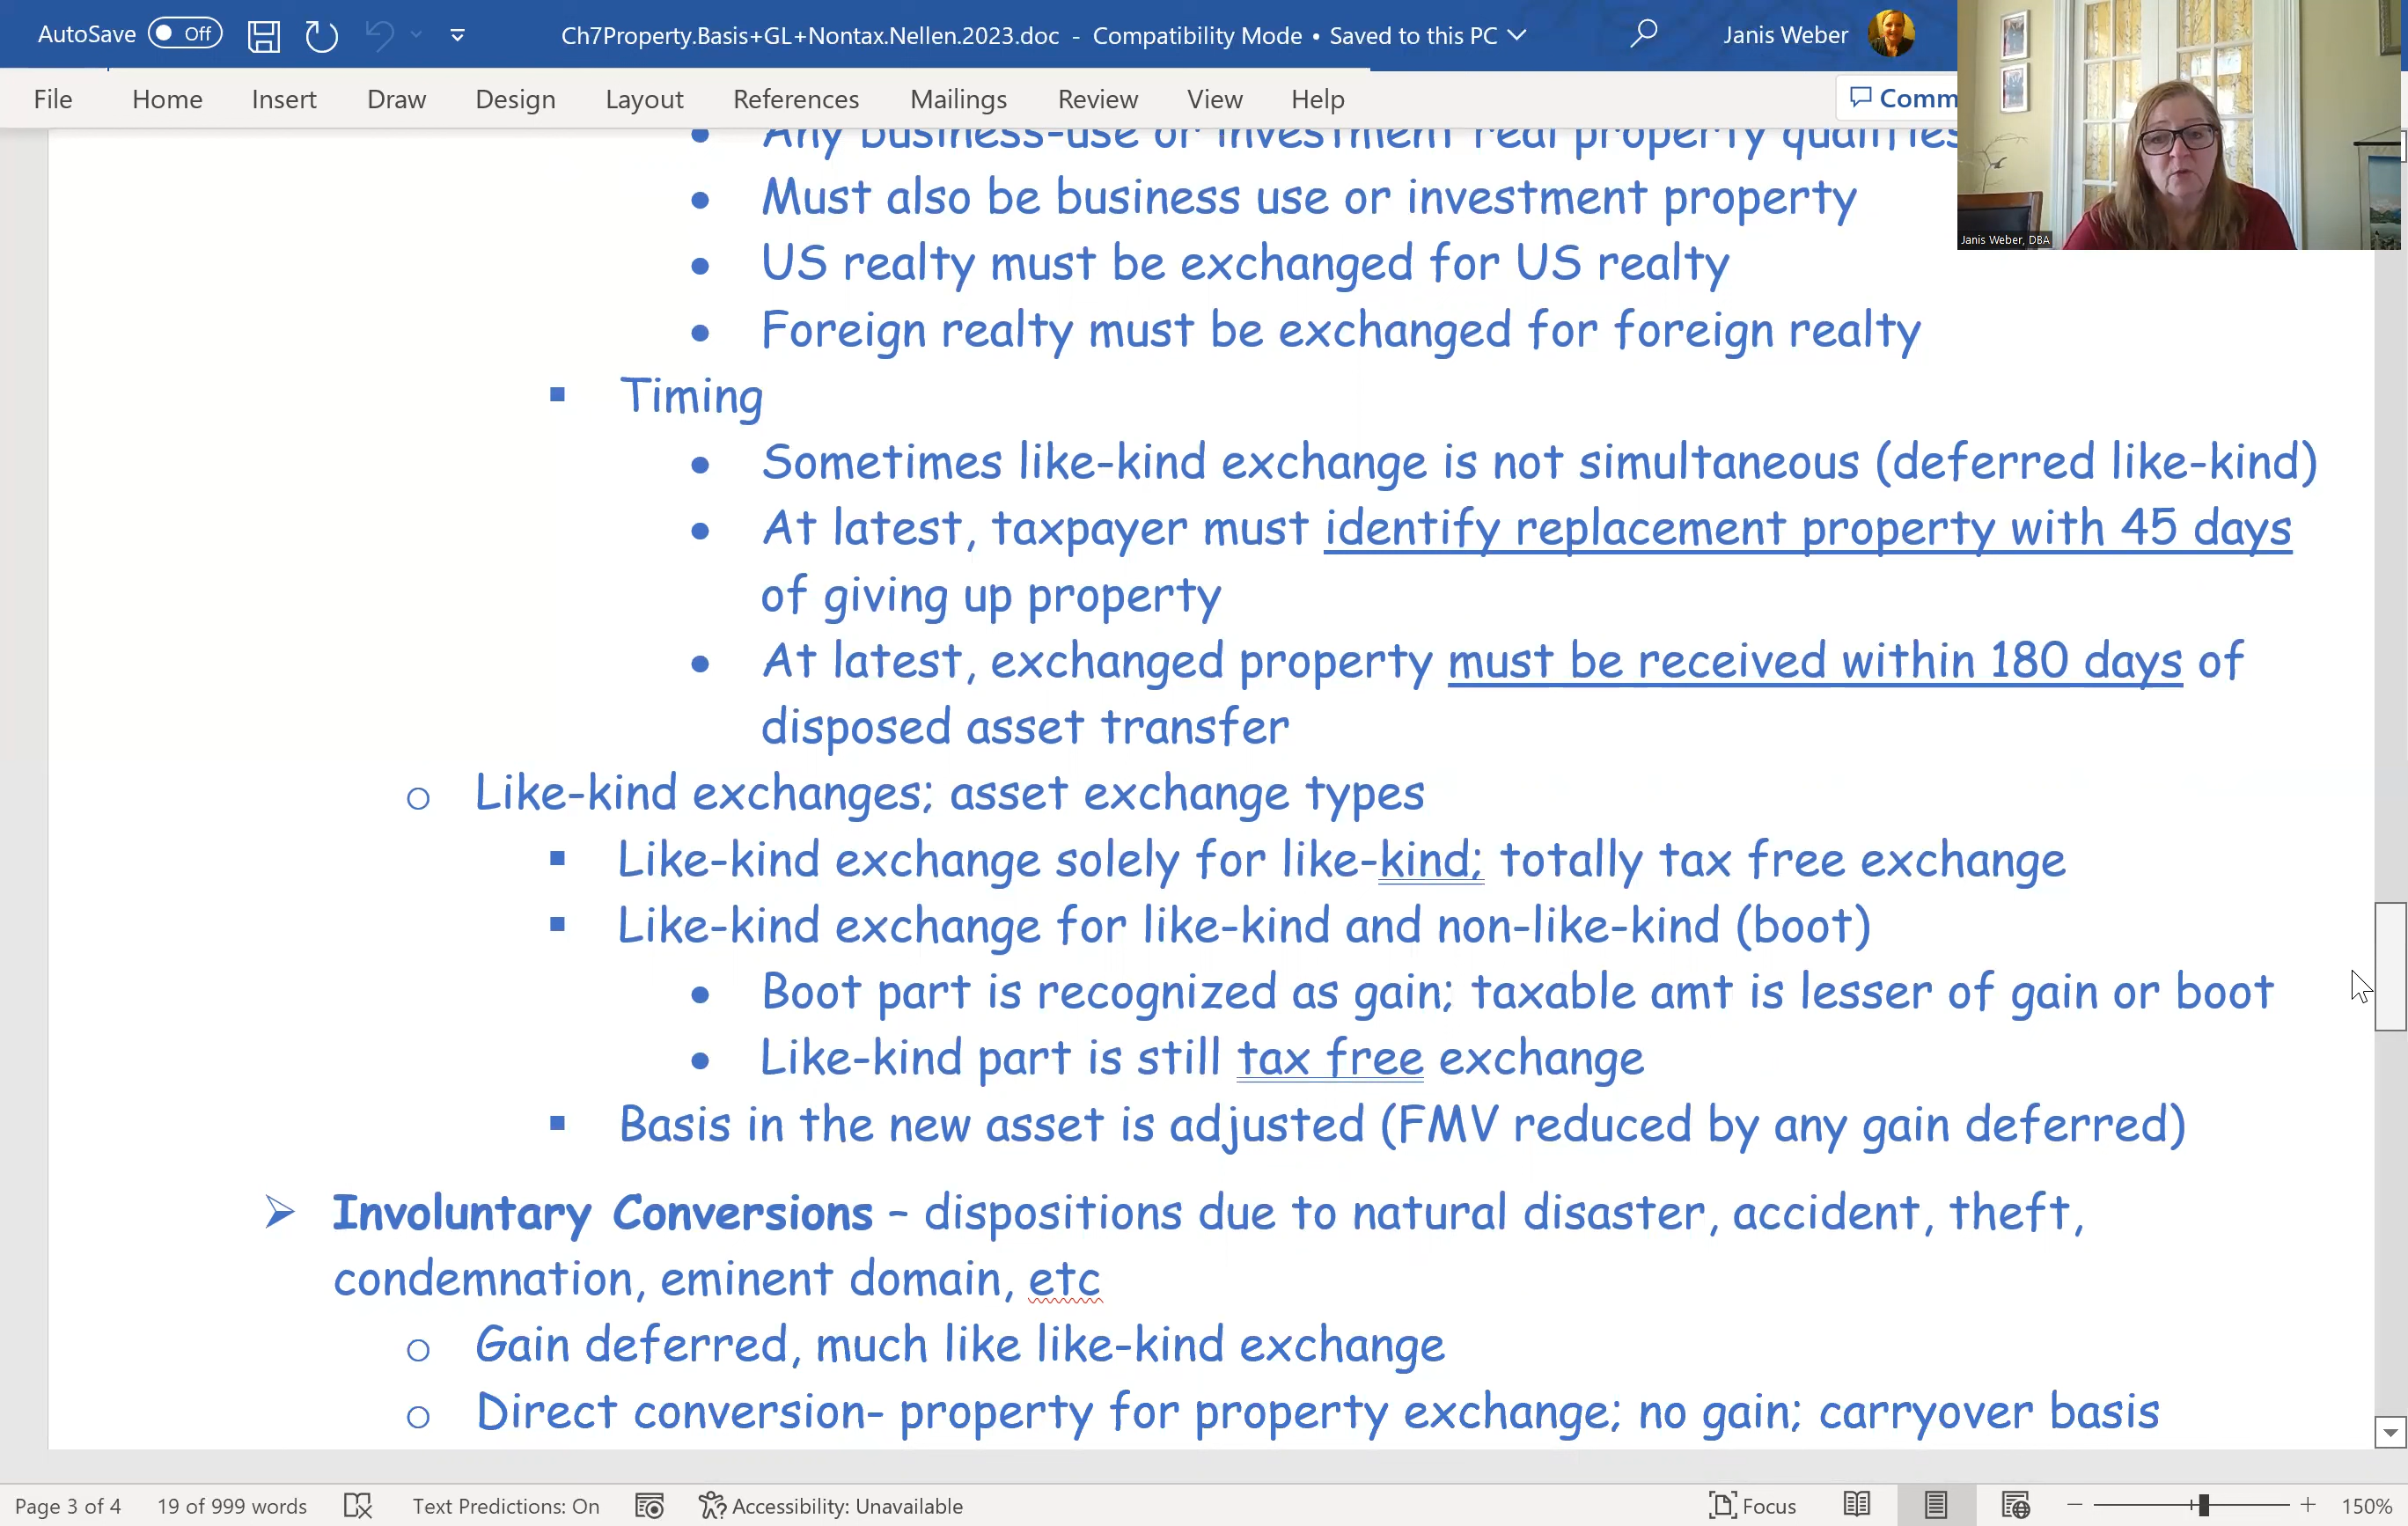 AutoSave Off Ch7Property.Basis+GL+Nontax.Nellen.2023.doc - Compatibility Mode • Saved to this PC Janis Weber
File Home Insert Draw Design Layout References Mailings Review View Help Comm
Janis Weber, DBA
• Any business-use or investment real property qualifies
• Must also be business use or investment property
• US realty must be exchanged for US realty
• Foreign realty must be exchanged for foreign realty
▪ Timing
• Sometimes like-kind exchange is not simultaneous (deferred like-kind)
• At latest, taxpayer must identify replacement property with 45 days
of giving up property
• At latest, exchanged property must be received within 180 days of
disposed asset transfer
o Like-kind exchanges; asset exchange types
▪ Like-kind exchange solely for like-kind; totally tax free exchange
▪ Like-kind exchange for like-kind and non-like-kind (boot)
• Boot part is recognized as gain; taxable amt is lesser of gain or boot
• Like-kind part is still tax free exchange
▪ Basis in the new asset is adjusted (FMV reduced by any gain deferred)
➢ Involuntary Conversions – dispositions due to natural disaster, accident, theft,
condemnation, eminent domain, etc
o Gain deferred, much like like-kind exchange
o Direct conversion- property for property exchange; no gain; carryover basis
Page 3 of 4 19 of 999 words Text Predictions: On Accessibility: Unavailable Focus 150%